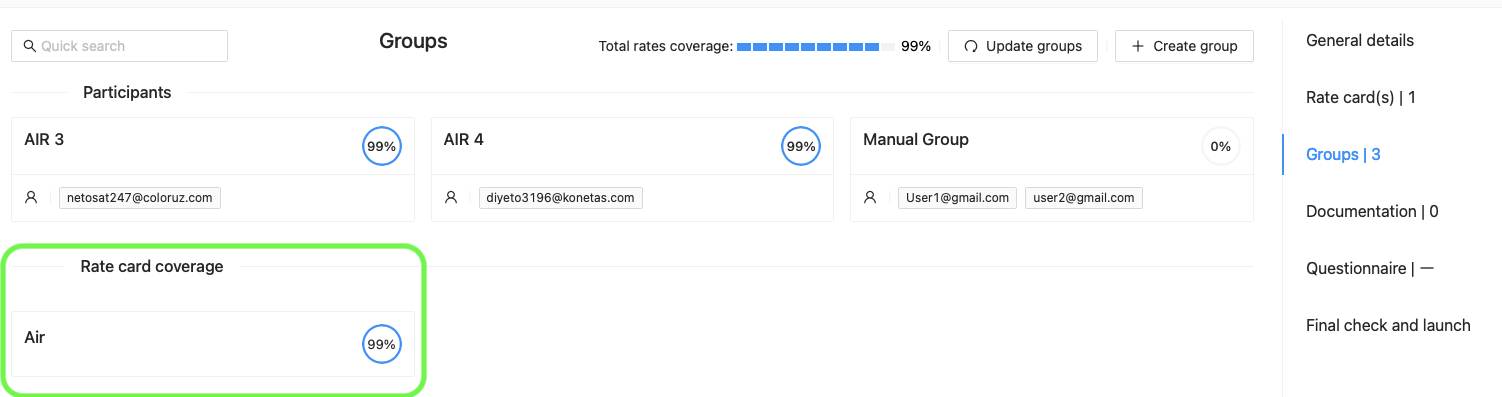 Quick search
Groups
Total rates coverage: 99%
Update groups
Create group
Participants
AIR 3
99%
netosat247@coloruz.com
AIR 4
99%
diyeto3196@konetas.com
Manual Group
0%
User1@gmail.com
user2@gmail.com
Rate card coverage
Air
99%
General details
Rate card(s) | 1
Groups | 3
Documentation | 0
Questionnaire | —
Final check and launch